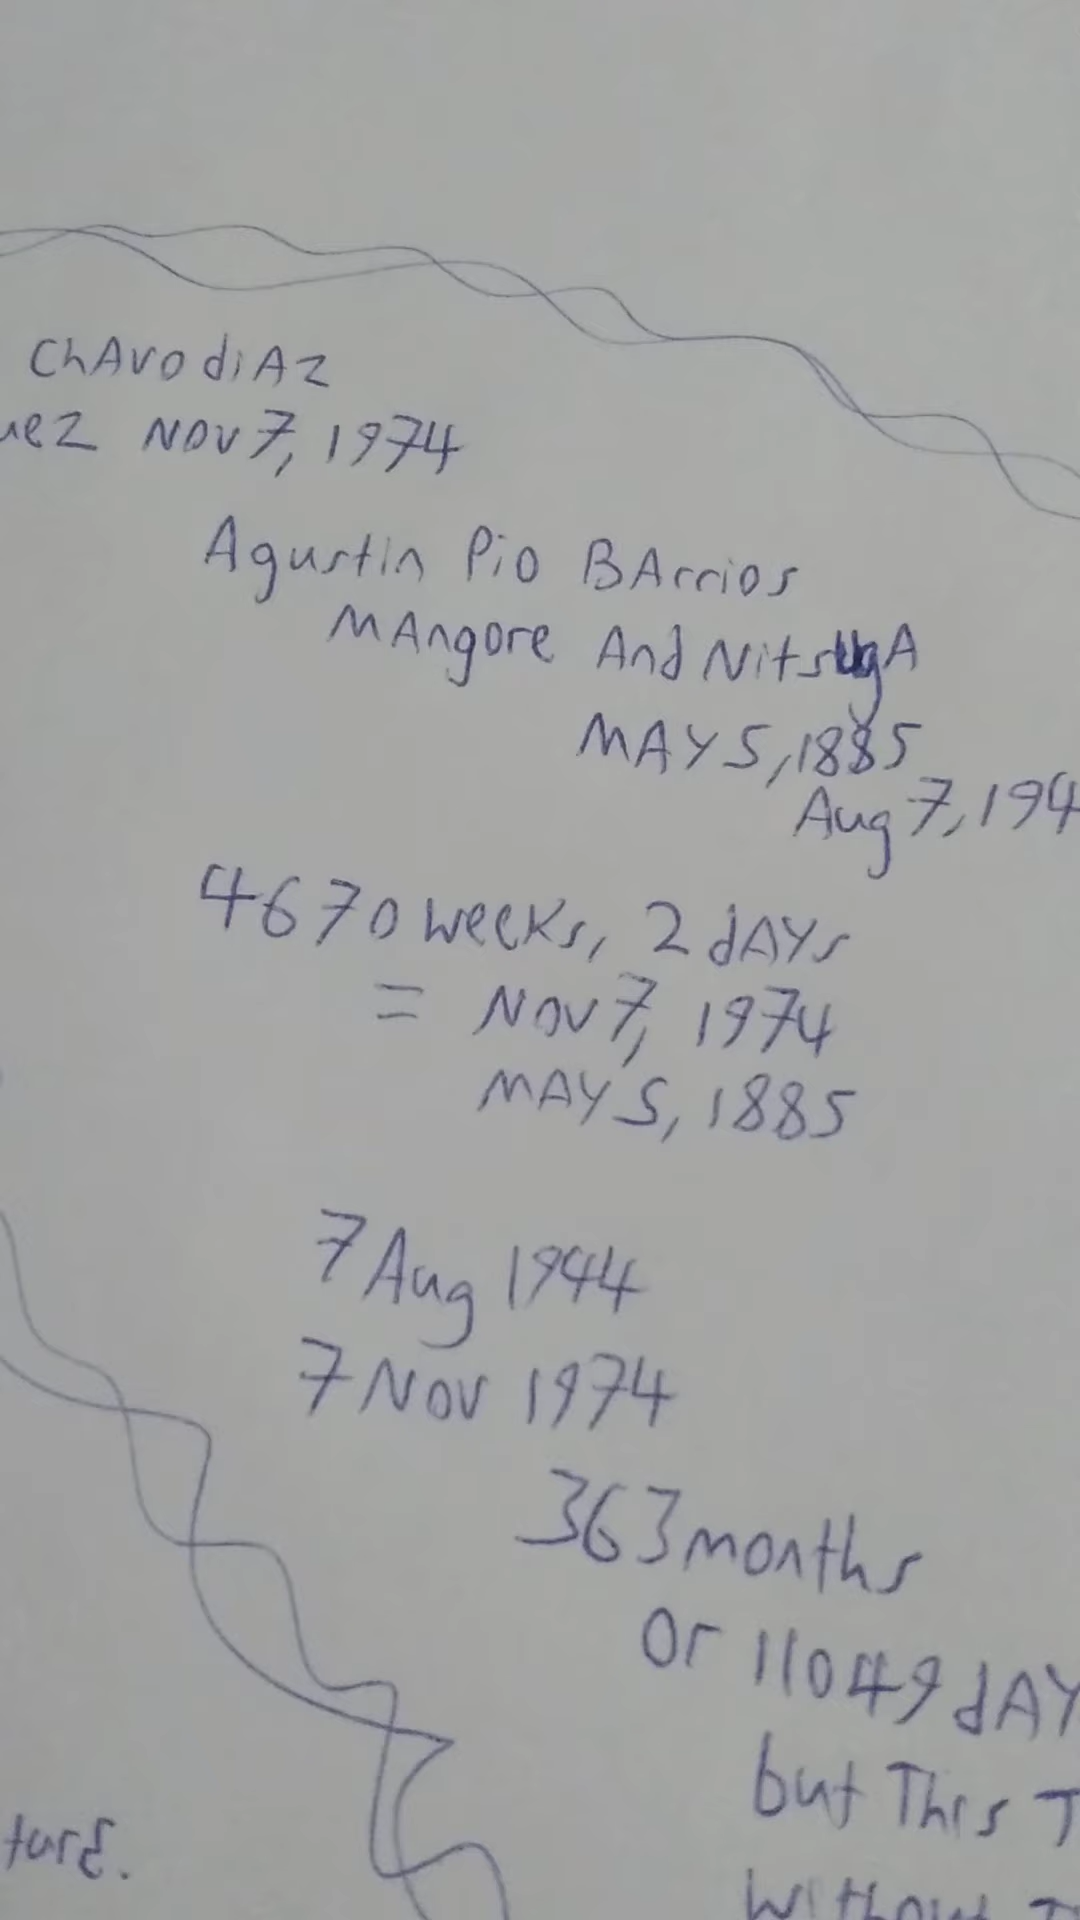 ChAvo diAz
uez NOV 7, 1974
Agustin Pio BArrios
MAngore And NitsugA
MAY 5, 1885
Aug 7, 194
4670 weeks, 2 dAYs
= NOV 7, 1974
MAY 5, 1885
7 Aug 1944
7 NOV 1974
363 months
or 11049 dAY
but This T
turE.
without